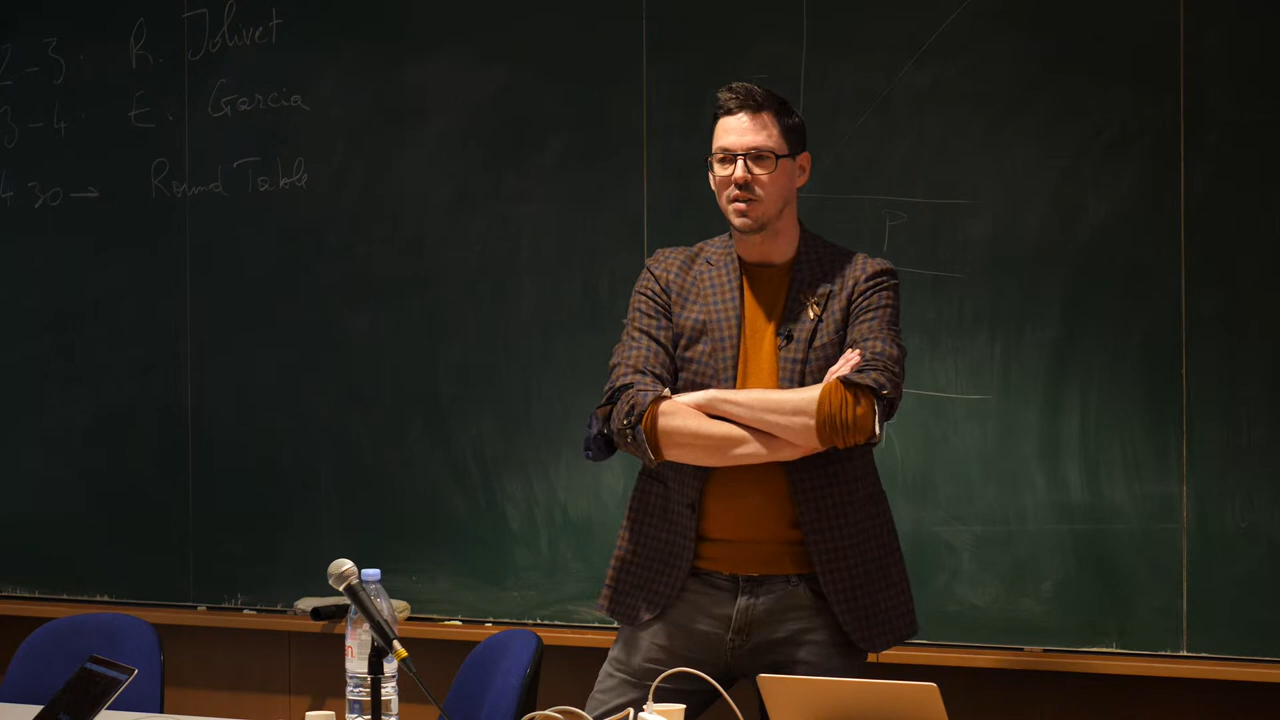 2-3. R. Jolivet
3-4. E. Garcia
4.30 → Round Table
P